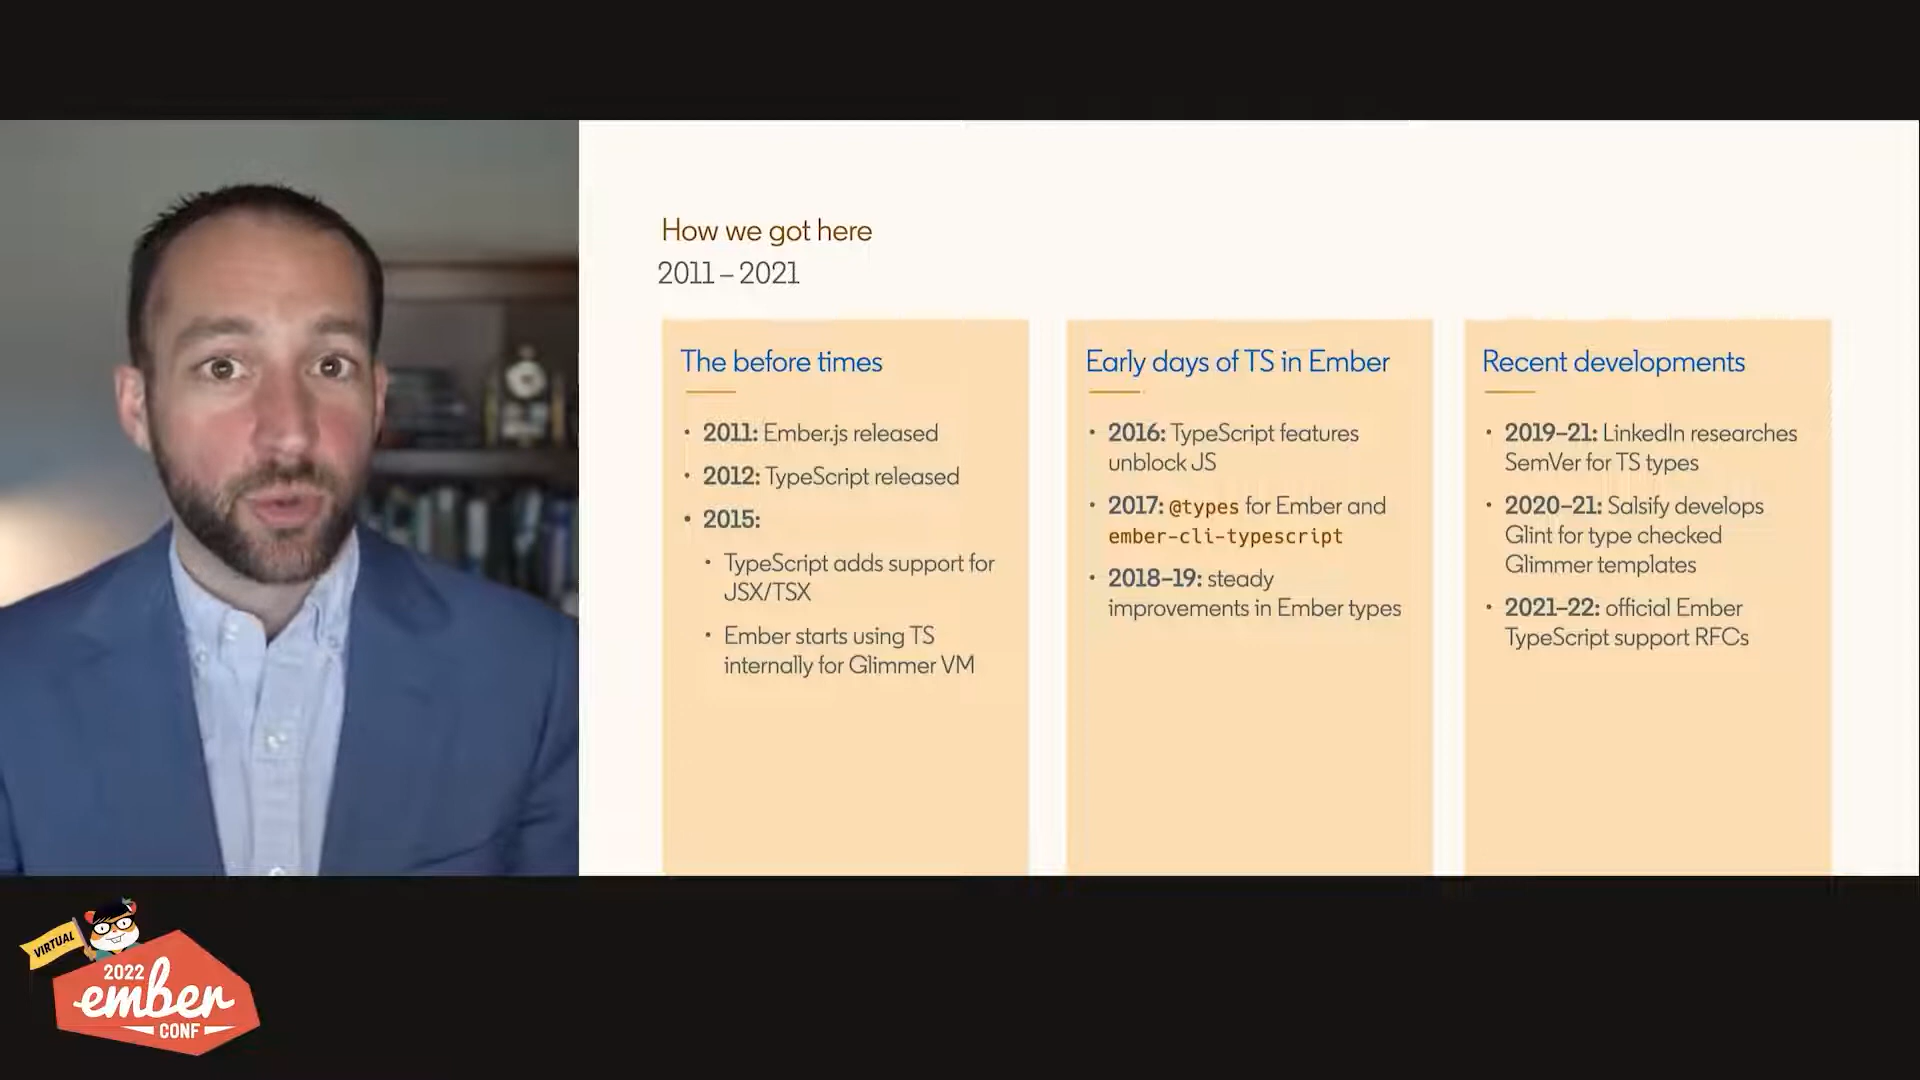 How we got here
2011 – 2021
The before times
• 2011: Ember.js released
• 2012: TypeScript released
• 2015:
• TypeScript adds support for
JSX/TSX
• Ember starts using TS
internally for Glimmer VM
Early days of TS in Ember
• 2016: TypeScript features
unblock JS
• 2017: @types for Ember and
ember-cli-typescript
• 2018–19: steady
improvements in Ember types
Recent developments
• 2019–21: LinkedIn researches
SemVer for TS types
• 2020–21: Salsify develops
Glint for type checked
Glimmer templates
• 2021–22: official Ember
TypeScript support RFCs
VIRTUAL
2022
ember
CONF